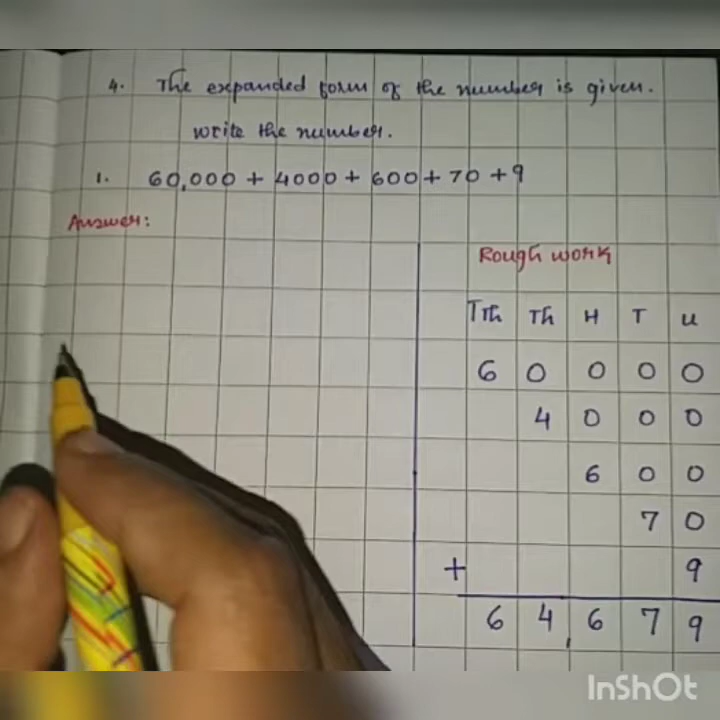 4. The expanded form of the number is given.
write the number.
1. 60,000 + 4000 + 600 + 70 + 9
Answer:
Rough work
Tth Th H T U
6 0 0 0 0
4 0 0 0
6 0 0
7 0
+ 9
6 4,6 7 9
InShOt